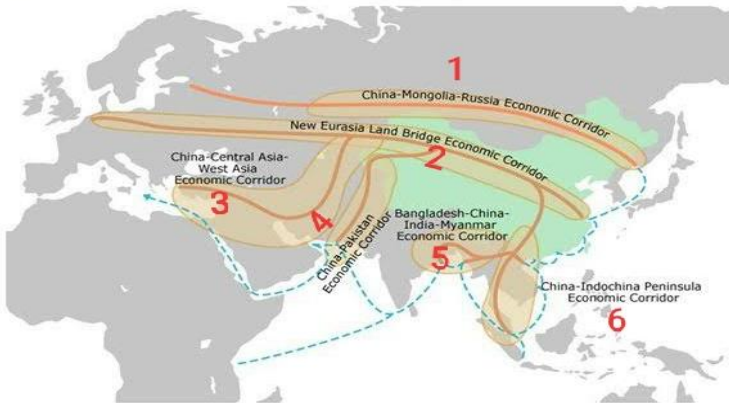 1
China-Mongolia-Russia Economic Corridor
New Eurasia Land Bridge Economic Corridor
2
China-Central Asia-
West Asia
Economic Corridor
3
4
China-Pakistan
Economic Corridor
Bangladesh-China-
India-Myanmar
Economic Corridor
5
China-Indochina Peninsula
Economic Corridor
6